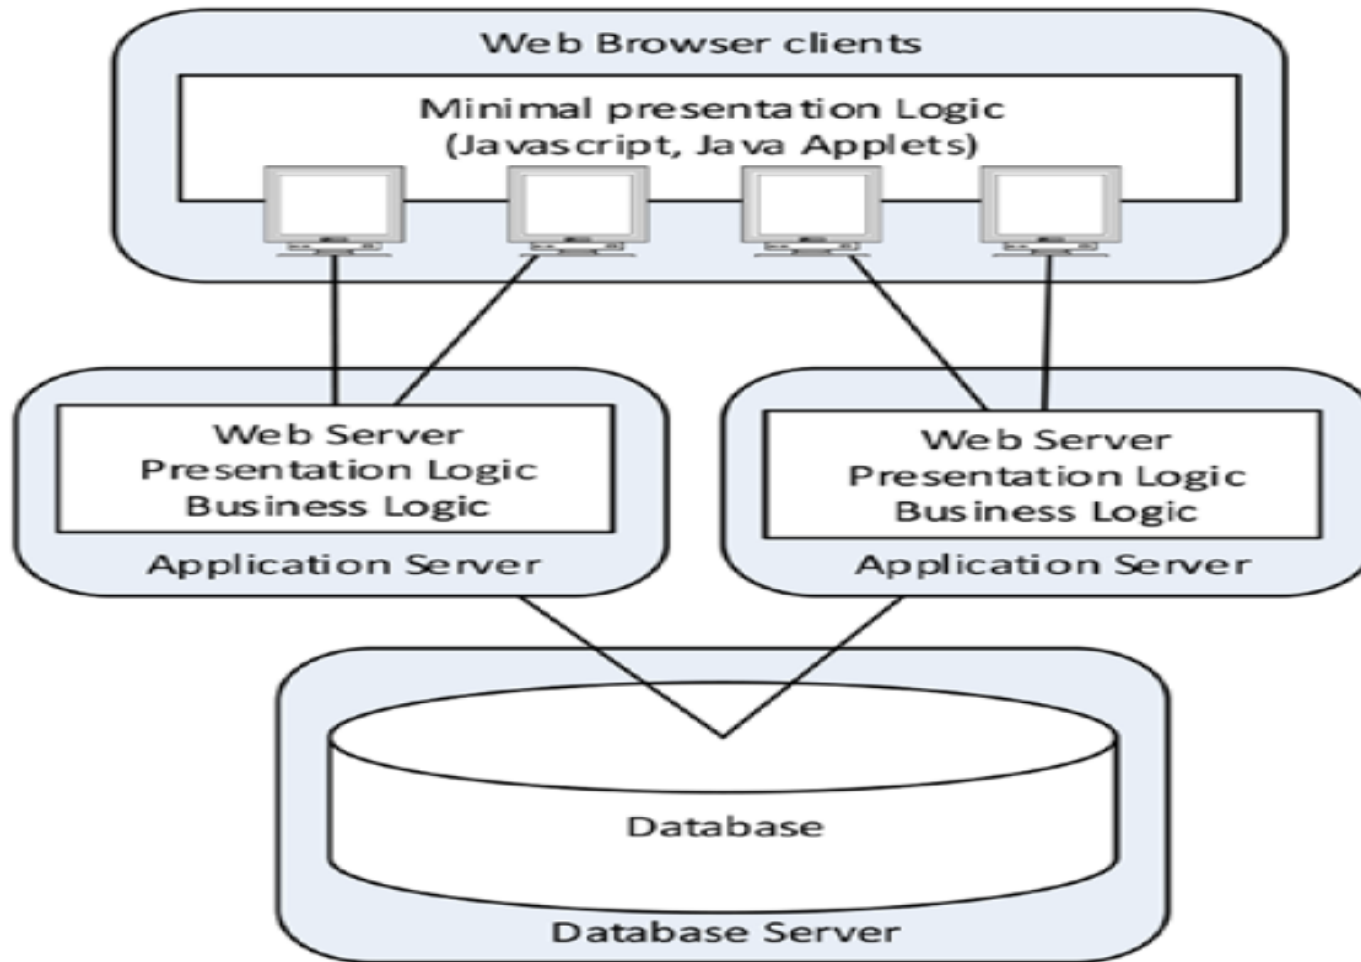 Web Browser clients
Minimal presentation Logic
(Javascript, Java Applets)
Web Server
Presentation Logic
Business Logic
Application Server
Web Server
Presentation Logic
Business Logic
Application Server
Database
Database Server